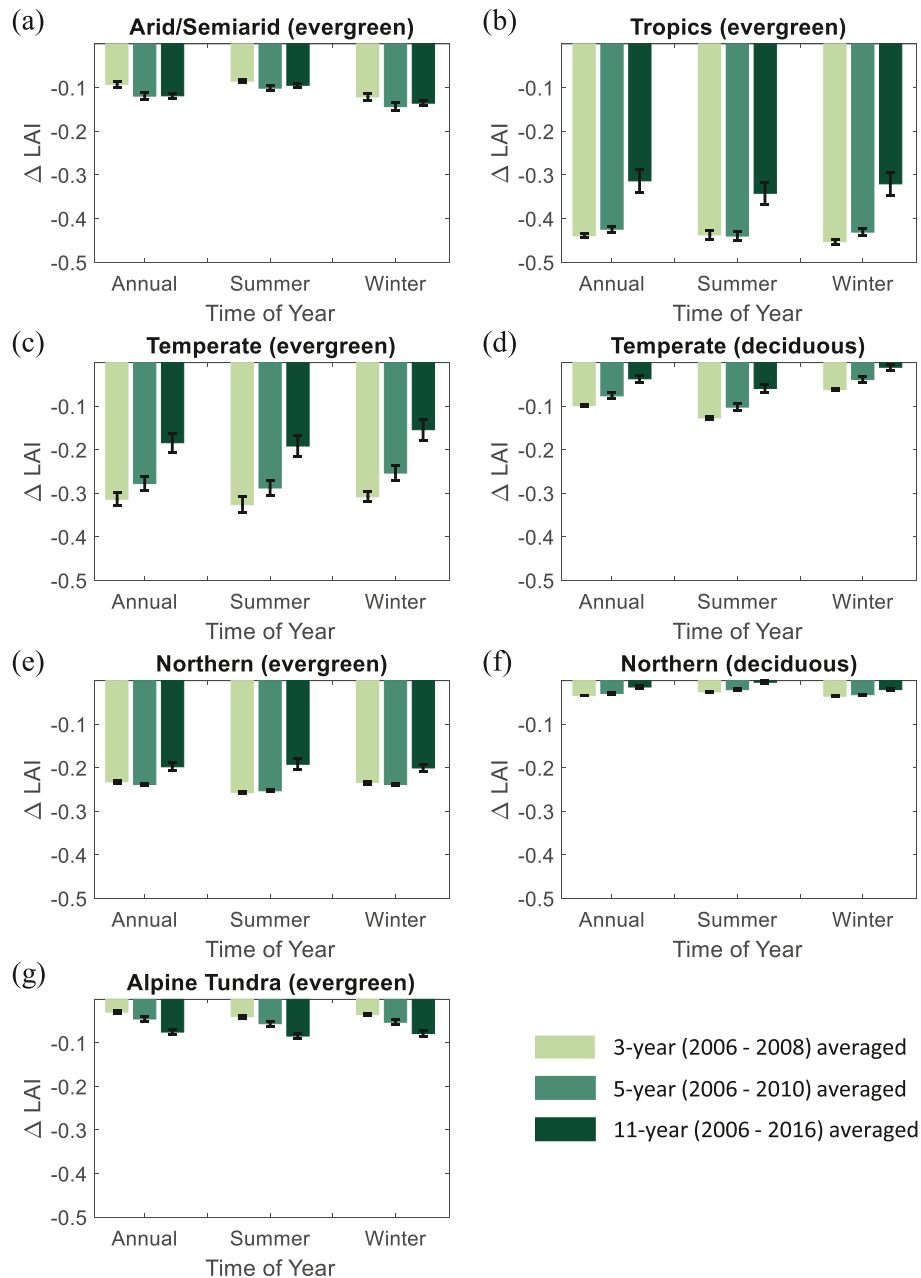 (a)
Arid/Semiarid (evergreen)
-0.1
-0.2
-0.3
-0.4
-0.5
Δ LAI
Annual Summer Winter
Time of Year
(b)
Tropics (evergreen)
-0.1
-0.2
-0.3
-0.4
-0.5
Δ LAI
Annual Summer Winter
Time of Year
(c)
Temperate (evergreen)
-0.1
-0.2
-0.3
-0.4
-0.5
Δ LAI
Annual Summer Winter
Time of Year
(d)
Temperate (deciduous)
-0.1
-0.2
-0.3
-0.4
-0.5
Δ LAI
Annual Summer Winter
Time of Year
(e)
Northern (evergreen)
-0.1
-0.2
-0.3
-0.4
-0.5
Δ LAI
Annual Summer Winter
Time of Year
(f)
Northern (deciduous)
-0.1
-0.2
-0.3
-0.4
-0.5
Δ LAI
Annual Summer Winter
Time of Year
(g)
Alpine Tundra (evergreen)
-0.1
-0.2
-0.3
-0.4
-0.5
Δ LAI
Annual Summer Winter
Time of Year
3-year (2006 - 2008) averaged
5-year (2006 - 2010) averaged
11-year (2006 - 2016) averaged